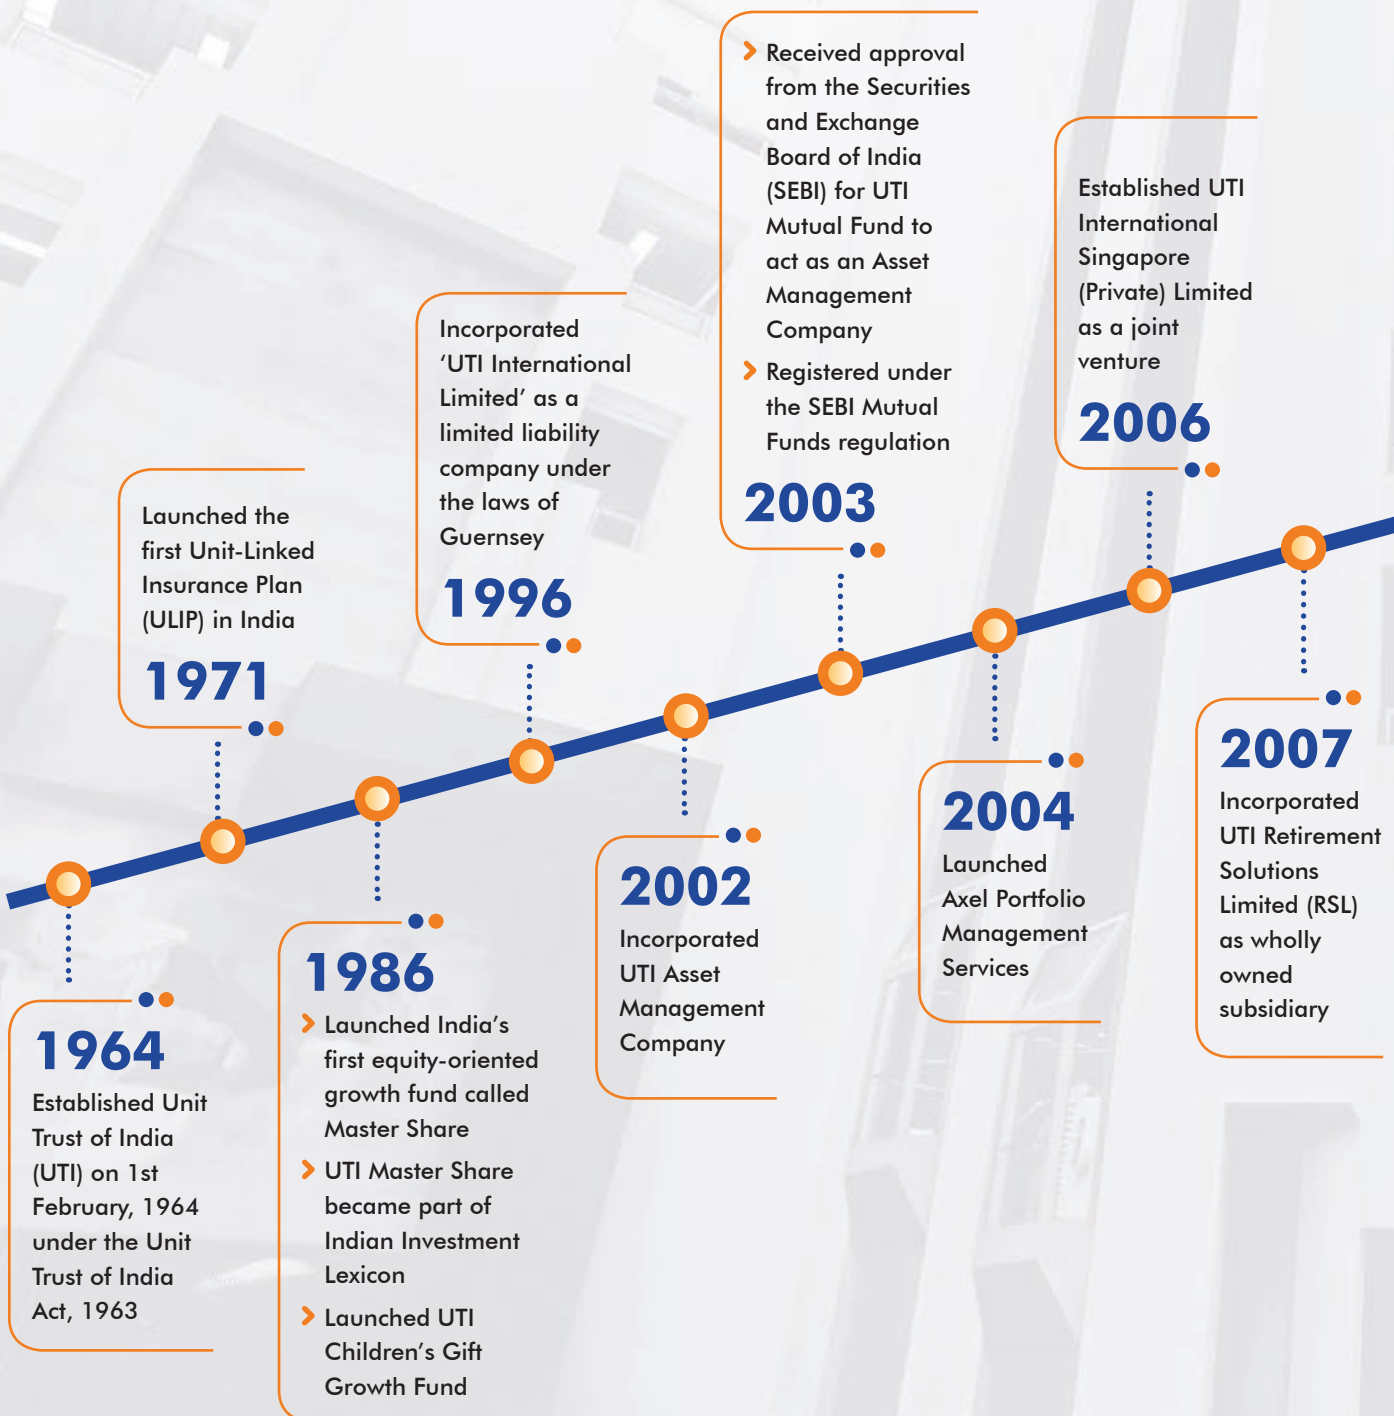 1964
Established Unit
Trust of India
(UTI) on 1st
February, 1964
under the Unit
Trust of India
Act, 1963
Launched the
first Unit-Linked
Insurance Plan
(ULIP) in India
1971
1986
Launched India’s
first equity-oriented
growth fund called
Master Share
UTI Master Share
became part of
Indian Investment
Lexicon
Launched UTI
Children’s Gift
Growth Fund
Incorporated
‘UTI International
Limited’ as a
limited liability
company under
the laws of
Guernsey
1996
2002
Incorporated
UTI Asset
Management
Company
Received approval
from the Securities
and Exchange
Board of India
(SEBI) for UTI
Mutual Fund to
act as an Asset
Management
Company
Registered under
the SEBI Mutual
Funds regulation
2003
2004
Launched
Axel Portfolio
Management
Services
Established UTI
International
Singapore
(Private) Limited
as a joint
venture
2006
2007
Incorporated
UTI Retirement
Solutions
Limited (RSL)
as wholly
owned
subsidiary